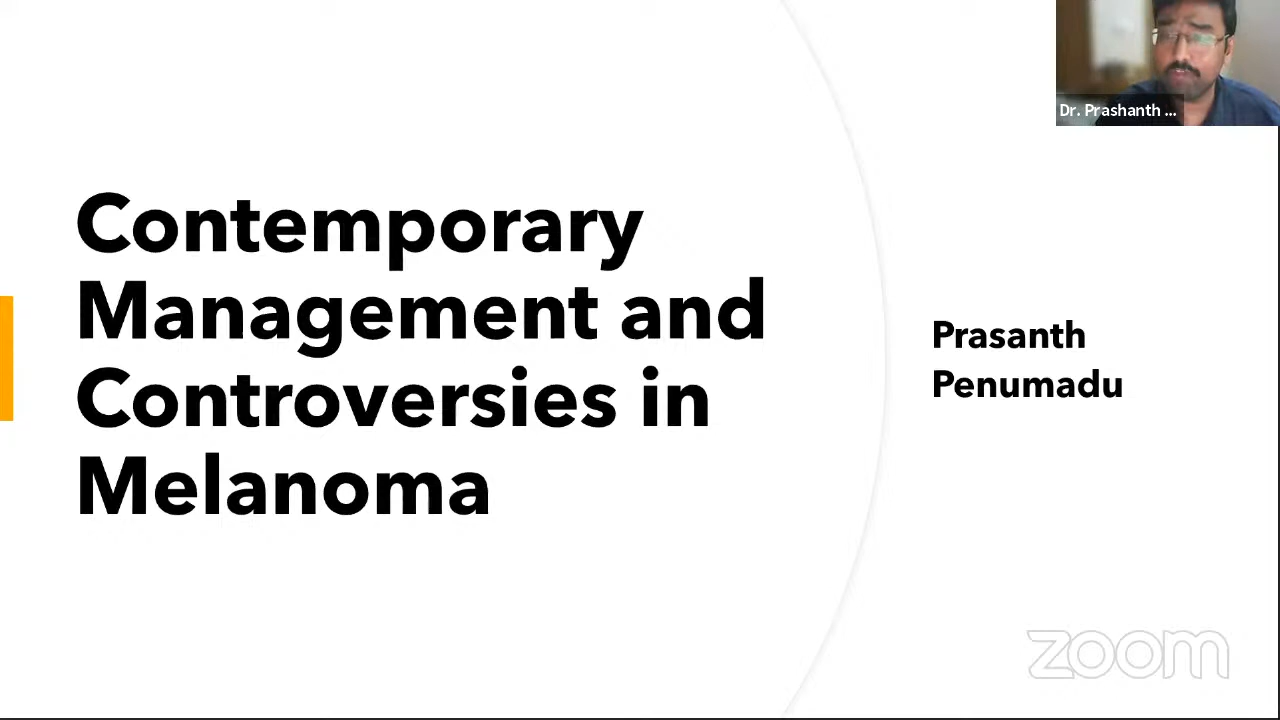 Dr. Prashanth ...
Contemporary
Management and
Controversies in
Melanoma
Prasanth
Penumadu
zoom